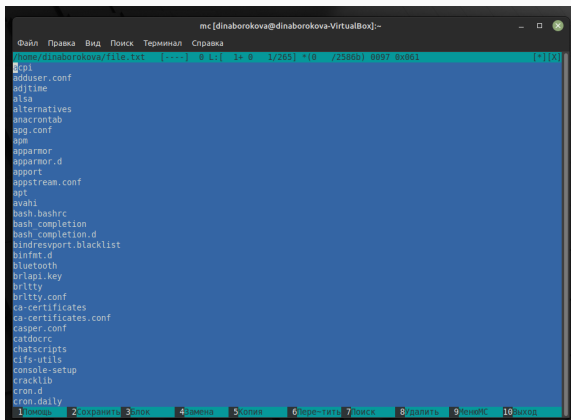 mc [dinaborokova@dinaborokova-VirtualBox]:~
Файл Правка Вид Поиск Терминал Справка
/home/dinaborokova/file.txt [----] 0 L:[ 1+ 0 1/265] *(0 /2586b) 0097 0x061 [*][X]
acpi
adduser.conf
adjtime
alsa
alternatives
anacrontab
apg.conf
apm
apparmor
apparmor.d
apport
appstream.conf
apt
avahi
bash.bashrc
bash_completion
bash_completion.d
bindresvport.blacklist
binfmt.d
bluetooth
brlapi.key
brltty
brltty.conf
ca-certificates
ca-certificates.conf
casper.conf
catdocrc
chatscripts
cifs-utils
console-setup
cracklib
cron.d
cron.daily
1Помощь 2Сохранить 3Блок 4Замена 5Копия 6Пере~тить 7Поиск 8Удалить 9МенюMC 10Выход